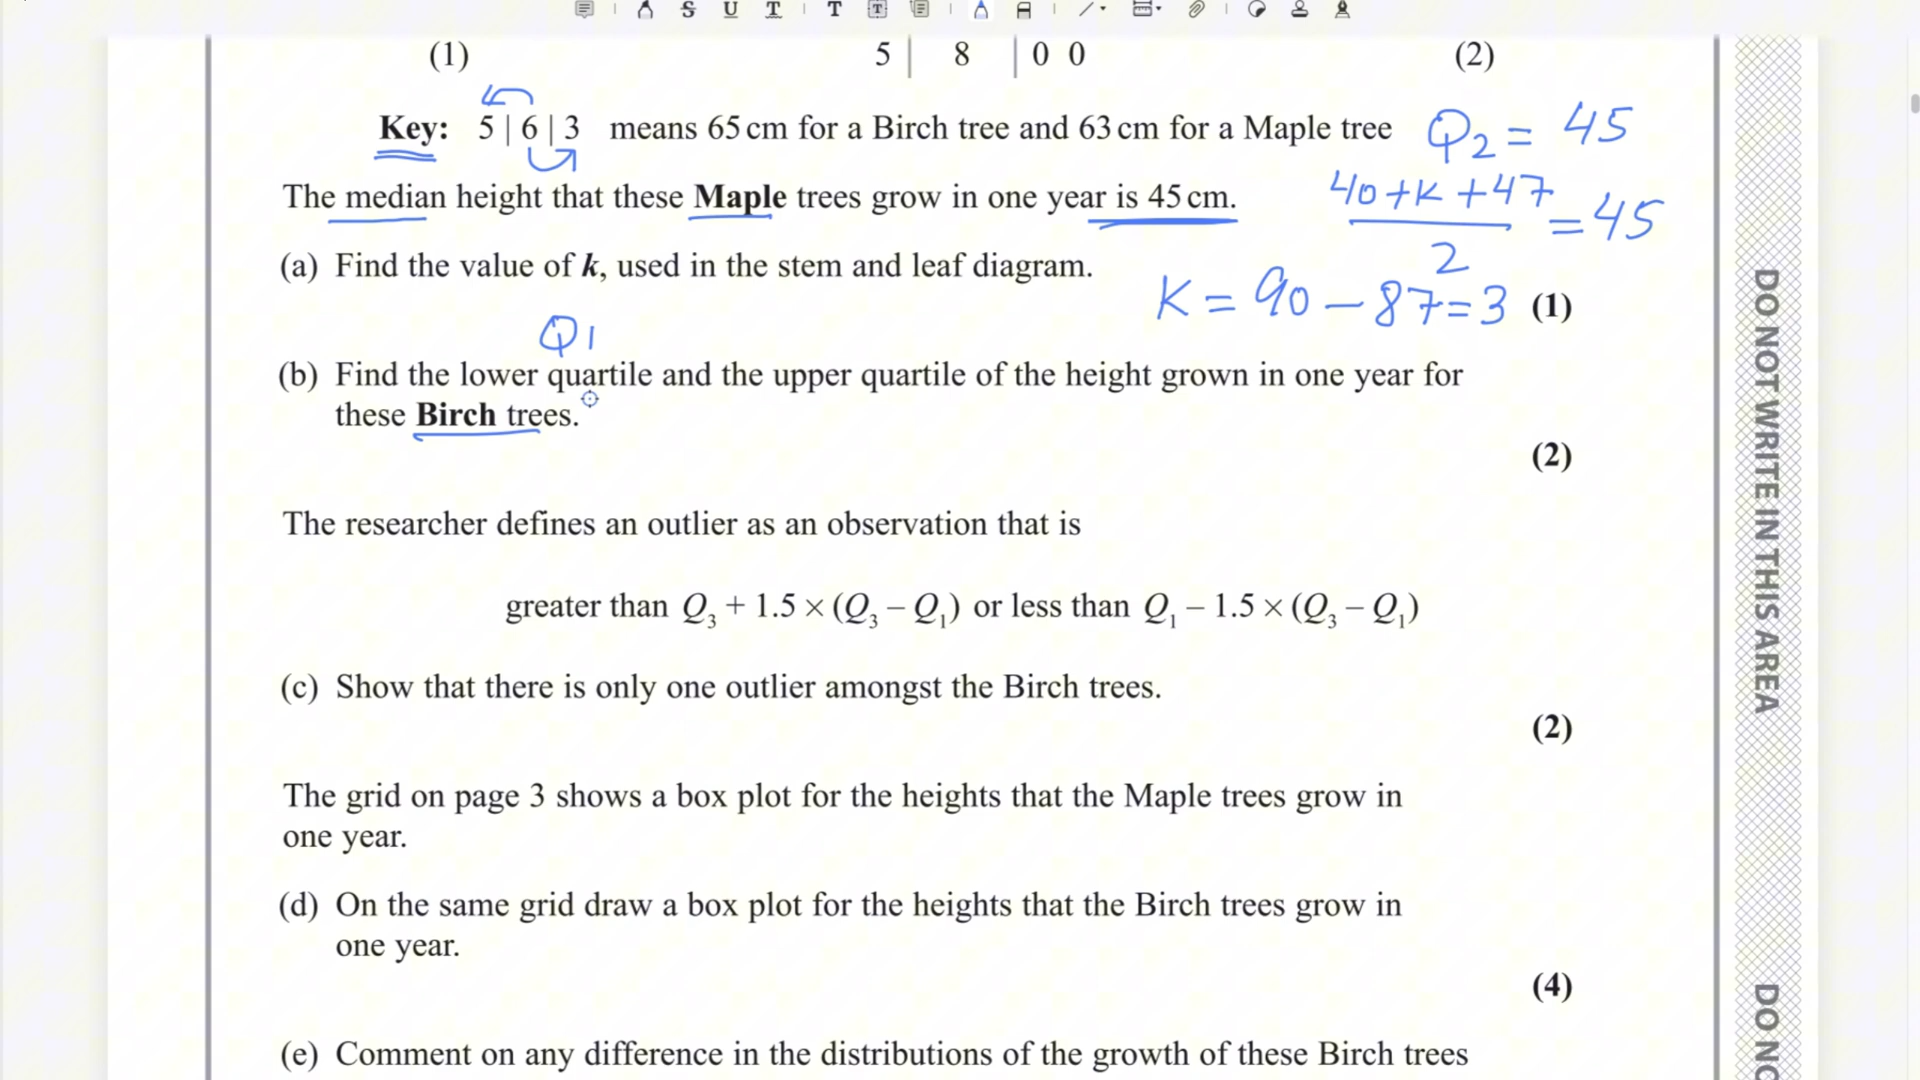 (1) 5 | 8 | 0 0 (2)
Key: 5 | 6 | 3 means 65 cm for a Birch tree and 63 cm for a Maple tree Q2 = 45
The median height that these Maple trees grow in one year is 45 cm. 40+K+47 / 2 = 45
(a) Find the value of k, used in the stem and leaf diagram.
K = 90 - 87 = 3 (1)
Q1
(b) Find the lower quartile and the upper quartile of the height grown in one year for
these Birch trees.
(2)
The researcher defines an outlier as an observation that is
greater than Q₃ + 1.5 × (Q₃ – Q₁) or less than Q₁ – 1.5 × (Q₃ – Q₁)
(c) Show that there is only one outlier amongst the Birch trees.
(2)
The grid on page 3 shows a box plot for the heights that the Maple trees grow in
one year.
(d) On the same grid draw a box plot for the heights that the Birch trees grow in
one year.
(4)
(e) Comment on any difference in the distributions of the growth of these Birch trees
DO NOT WRITE IN THIS AREA
DO NO